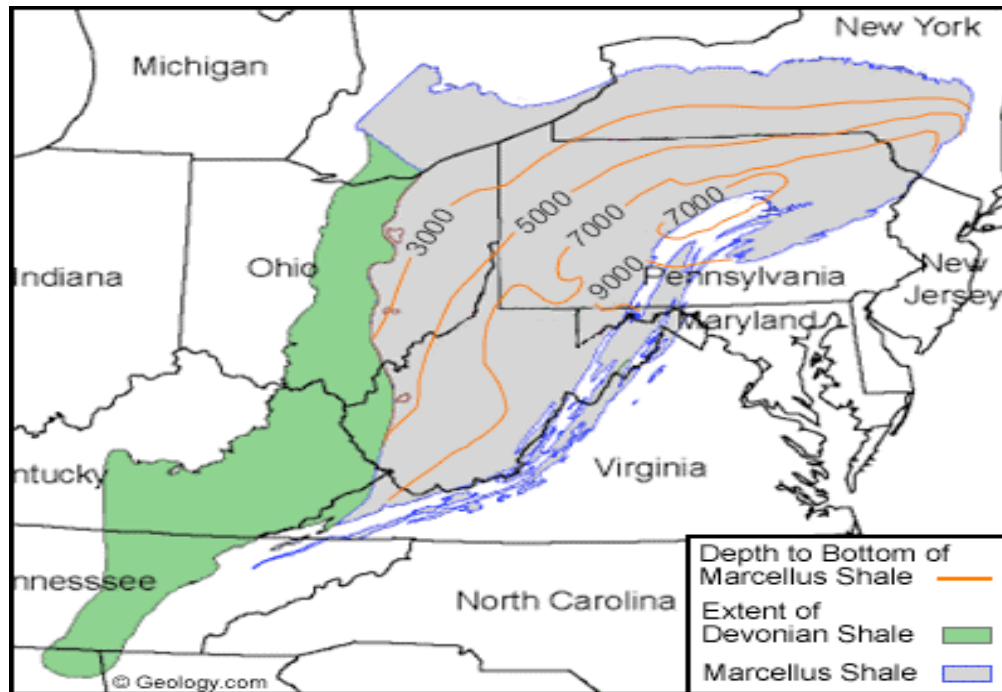 New York
Michigan
3000
5000
7000
7000
Ohio
Indiana
9000
Pennsylvania
New
Jersey
Maryland
ntucky
Virginia
nnesssee
North Carolina
Depth to Bottom of
Marcellus Shale
Extent of
Devonian Shale
Marcellus Shale
© Geology.com